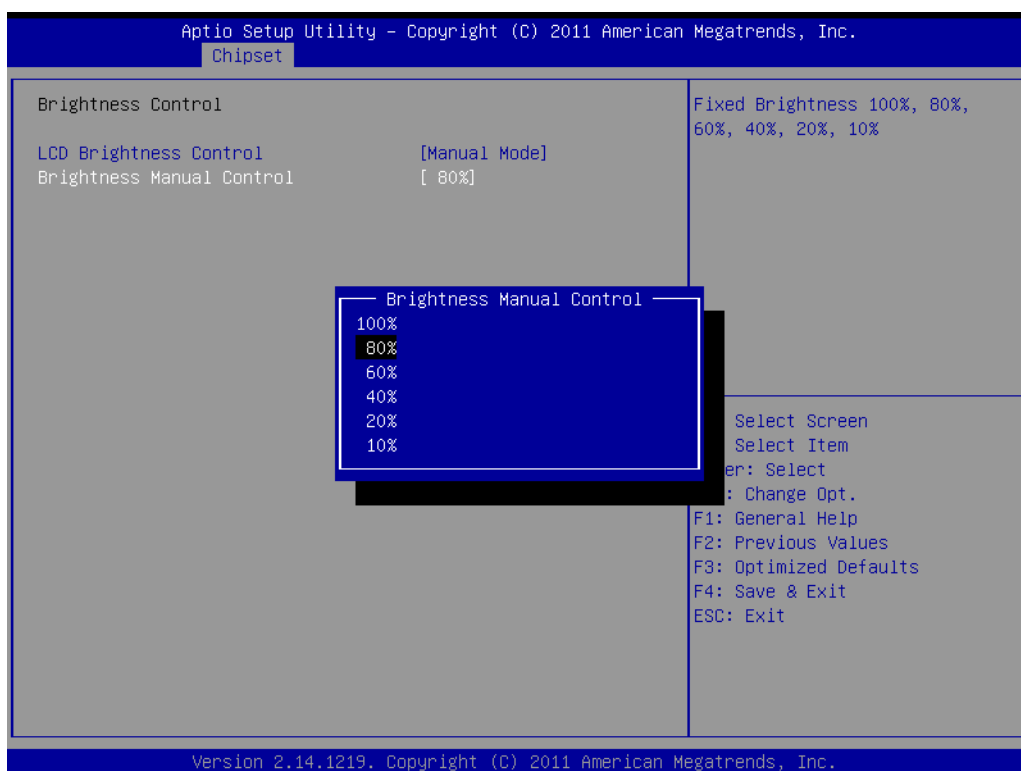 Aptio Setup Utility – Copyright (C) 2011 American Megatrends, Inc.
Chipset
Brightness Control
LCD Brightness Control [Manual Mode]
Brightness Manual Control [ 80%]
Fixed Brightness 100%, 80%,
60%, 40%, 20%, 10%
Brightness Manual Control
100%
80%
60%
40%
20%
10%
Select Screen
Select Item
er: Select
: Change Opt.
F1: General Help
F2: Previous Values
F3: Optimized Defaults
F4: Save & Exit
ESC: Exit
Version 2.14.1219. Copyright (C) 2011 American Megatrends, Inc.